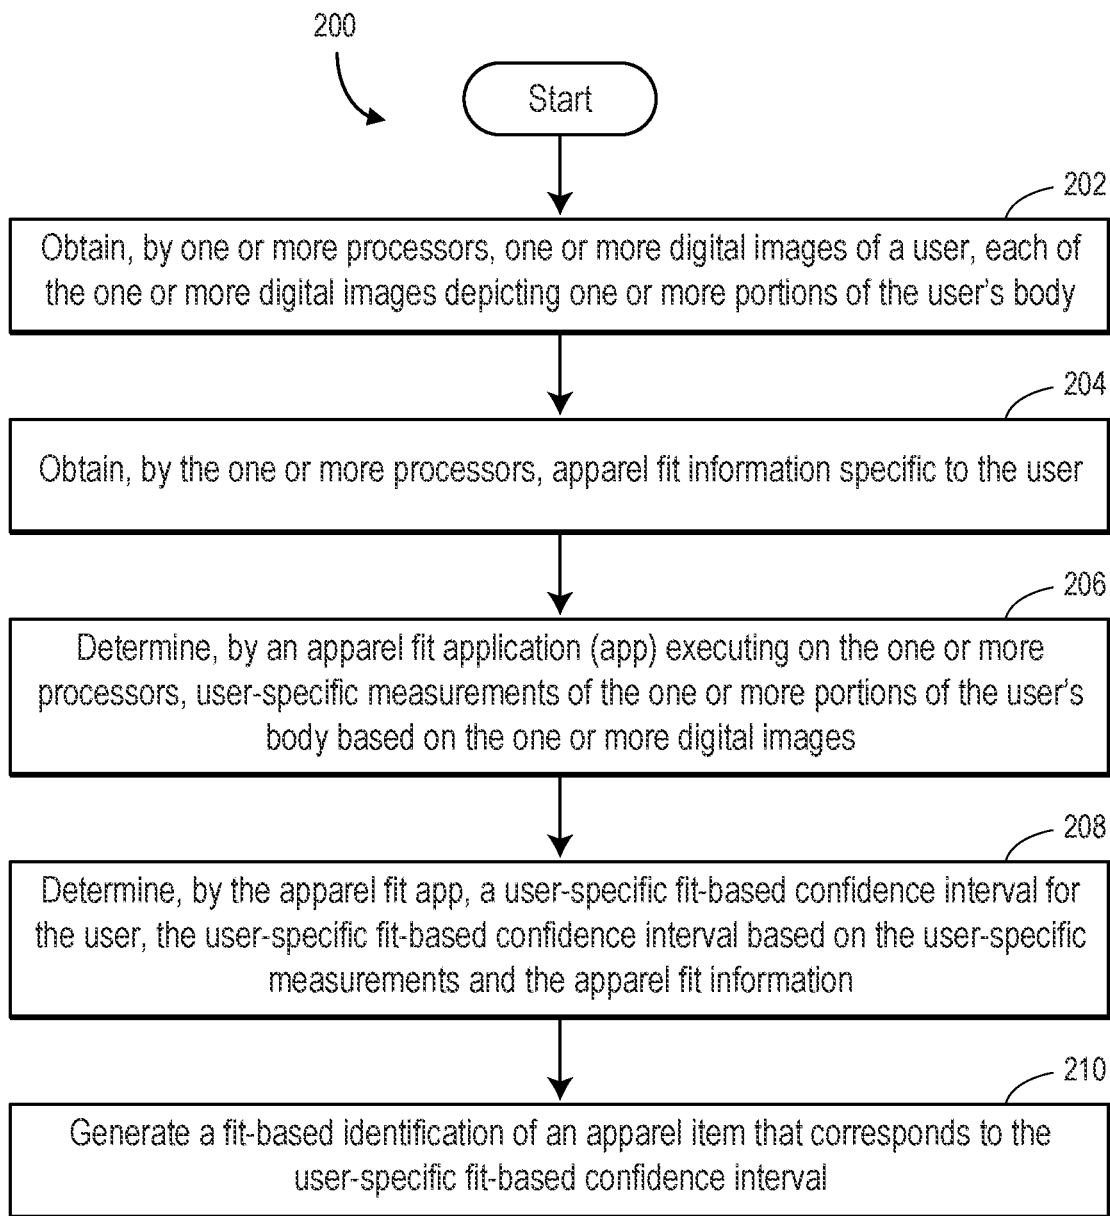 200
Start
202
Obtain, by one or more processors, one or more digital images of a user, each of
the one or more digital images depicting one or more portions of the user's body
204
Obtain, by the one or more processors, apparel fit information specific to the user
206
Determine, by an apparel fit application (app) executing on the one or more
processors, user-specific measurements of the one or more portions of the user's
body based on the one or more digital images
208
Determine, by the apparel fit app, a user-specific fit-based confidence interval for
the user, the user-specific fit-based confidence interval based on the user-specific
measurements and the apparel fit information
210
Generate a fit-based identification of an apparel item that corresponds to the
user-specific fit-based confidence interval